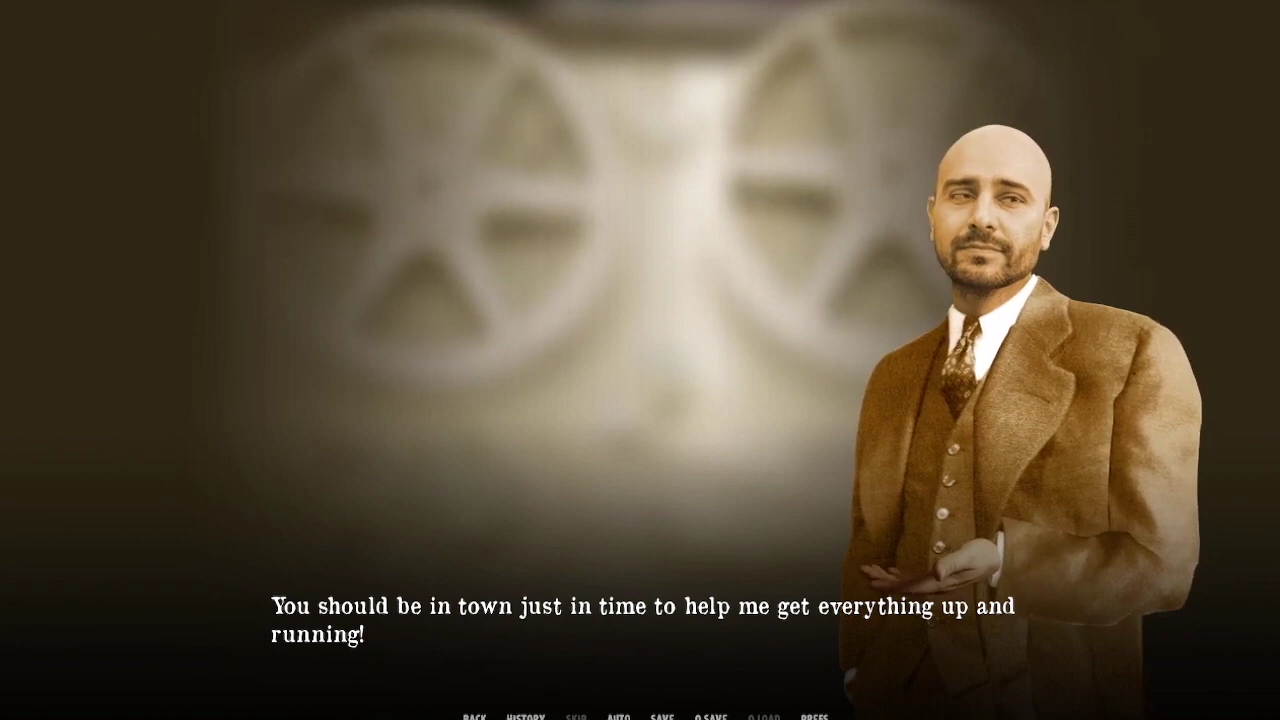 You should be in town just in time to help me get everything up and
running!
BACK HISTORY SKIP AUTO SAVE Q.SAVE Q.LOAD PREFS